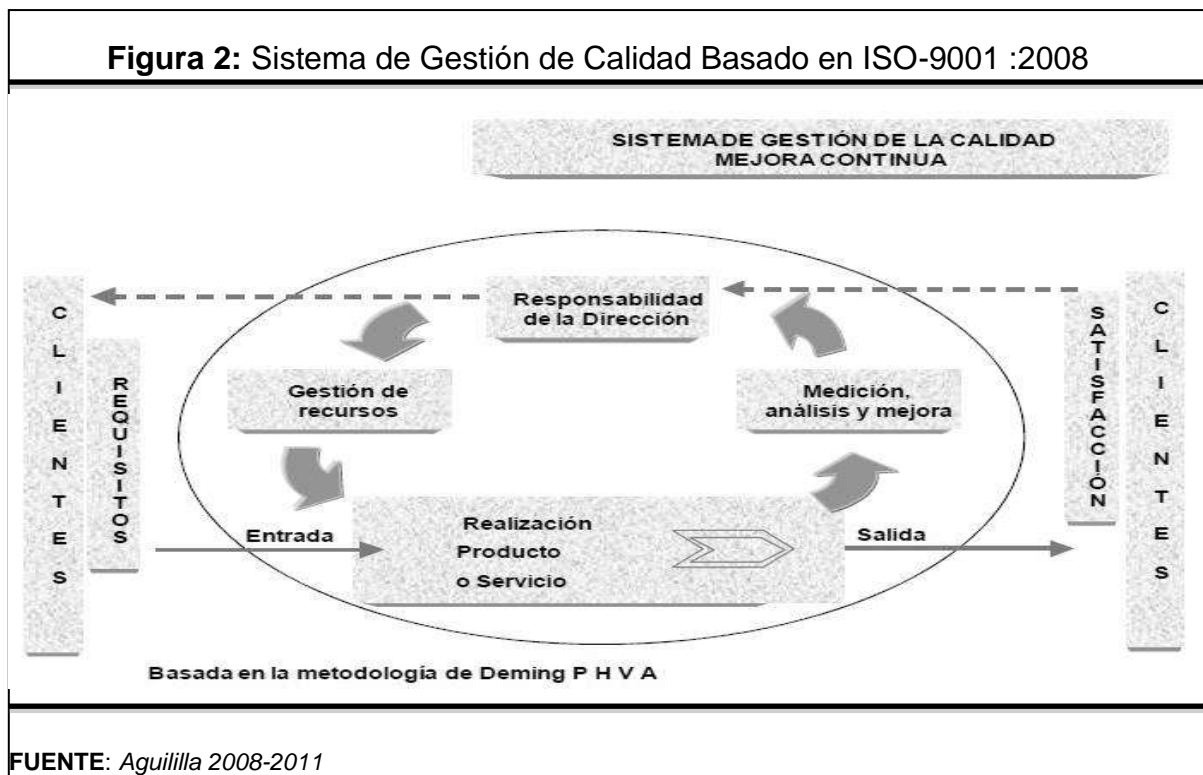 Figura 2: Sistema de Gestión de Calidad Basado en ISO-9001 :2008
SISTEMA DE GESTIÓN DE LA CALIDAD
MEJORA CONTINUA
CLIENTES
REQUISITOS
Responsabilidad
de la Dirección
Gestión de
recursos
Medición,
análisis y mejora
SATISFACCIÓN
CLIENTES
Entrada
Realización
Producto
o Servicio
Salida
Basada en la metodología de Deming P H V A
FUENTE: Aguililla 2008-2011